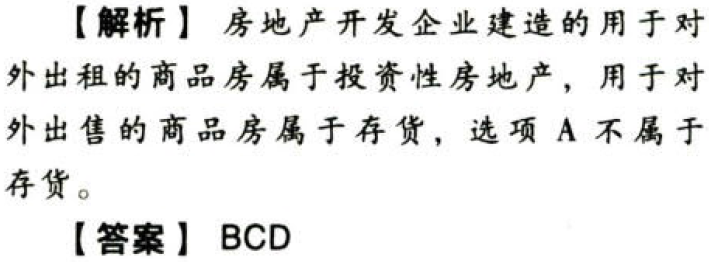 【解析】 房地产开发企业建造的用于对
外出租的商品房属于投资性房地产，用于对
外出售的商品房属于存货，选项 A 不属于
存货。
【答案】 BCD